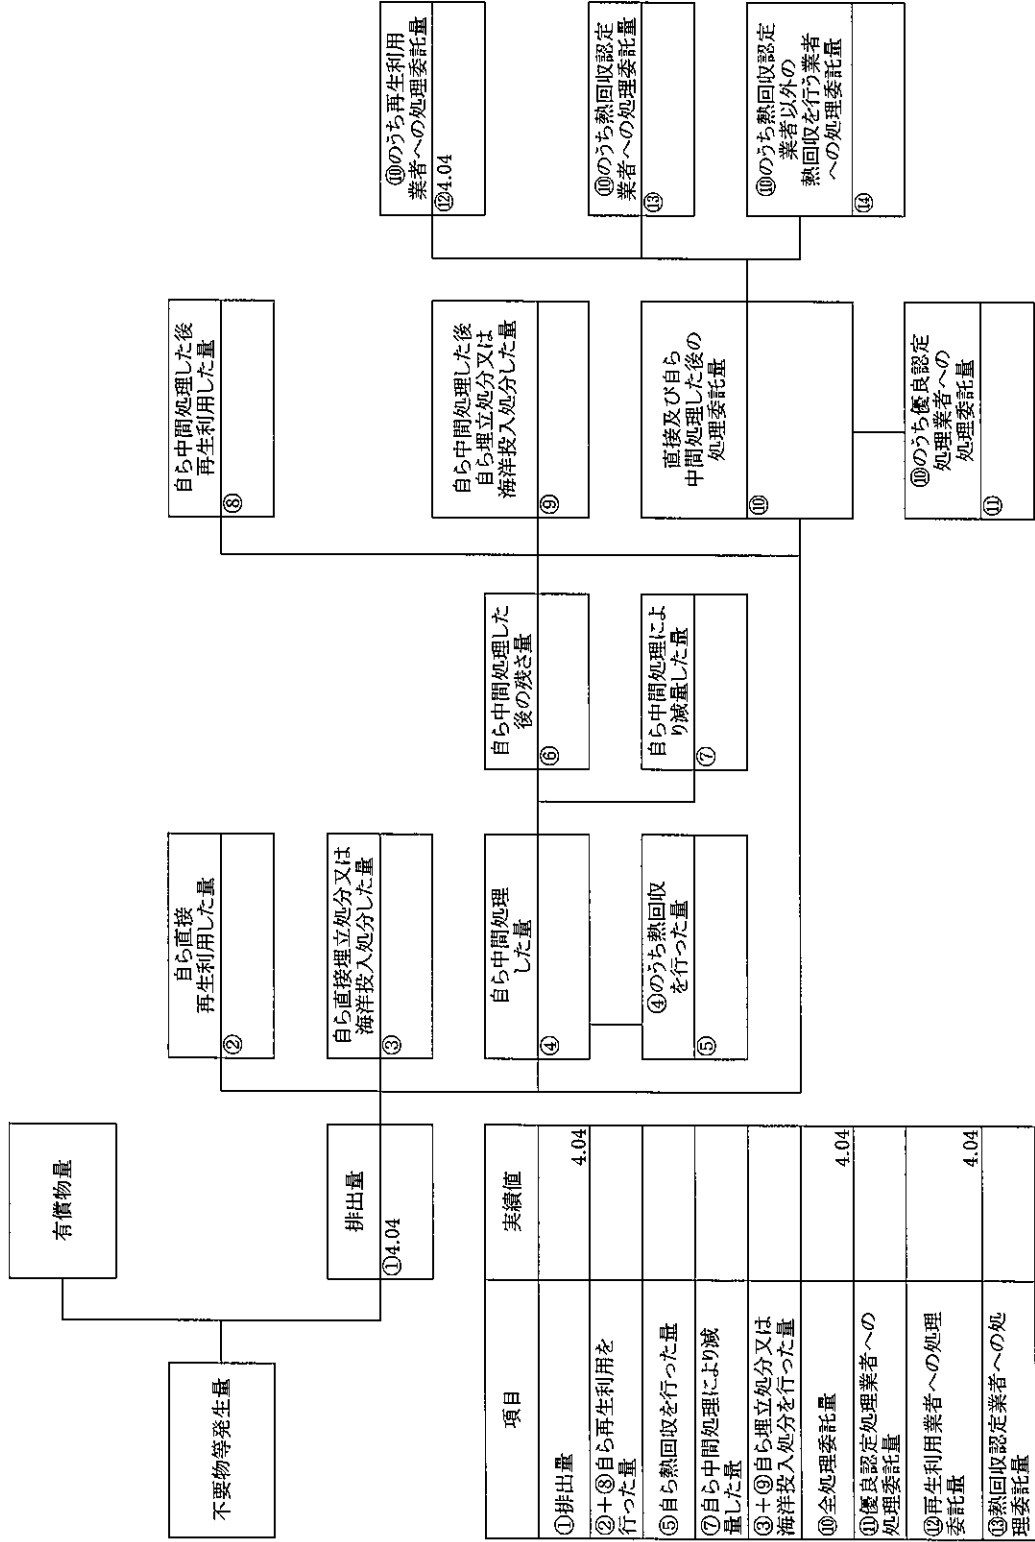 不要物等発生量
有償物量
排出量
①4.04
自ら直接
再生利用した量
②
自ら直接埋立処分又は
海洋投入処分した量
③
自ら中間処理
した量
④
④のうち熱回収
を行った量
⑤
自ら中間処理した
後の残さ量
⑥
自ら中間処理によ
り減量した量
⑦
自ら中間処理した後
再生利用した量
⑧
自ら中間処理した後
自ら埋立処分又は
海洋投入処分した量
⑨
直接及び自ら
中間処理した後の
処理委託量
⑩
⑩のうち優良認定
処理業者への
処理委託量
⑪
⑩のうち再生利用
業者への処理委託量
⑫4.04
⑩のうち熱回収認定
業者への処理委託量
⑬
⑩のうち熱回収認定
業者以外の
熱回収を行う業者
への処理委託量
⑭
項目 実績値
①排出量 4.04
②+⑧自ら再生利用を
行った量
⑤自ら熱回収を行った量
⑦自ら中間処理により減
量した量
③+⑨自ら埋立処分又は
海洋投入処分を行った量
⑩全処理委託量 4.04
⑪優良認定処理業者への
処理委託量
⑫再生利用業者への処理
委託量 4.04
⑬熱回収認定業者への処
理委託量